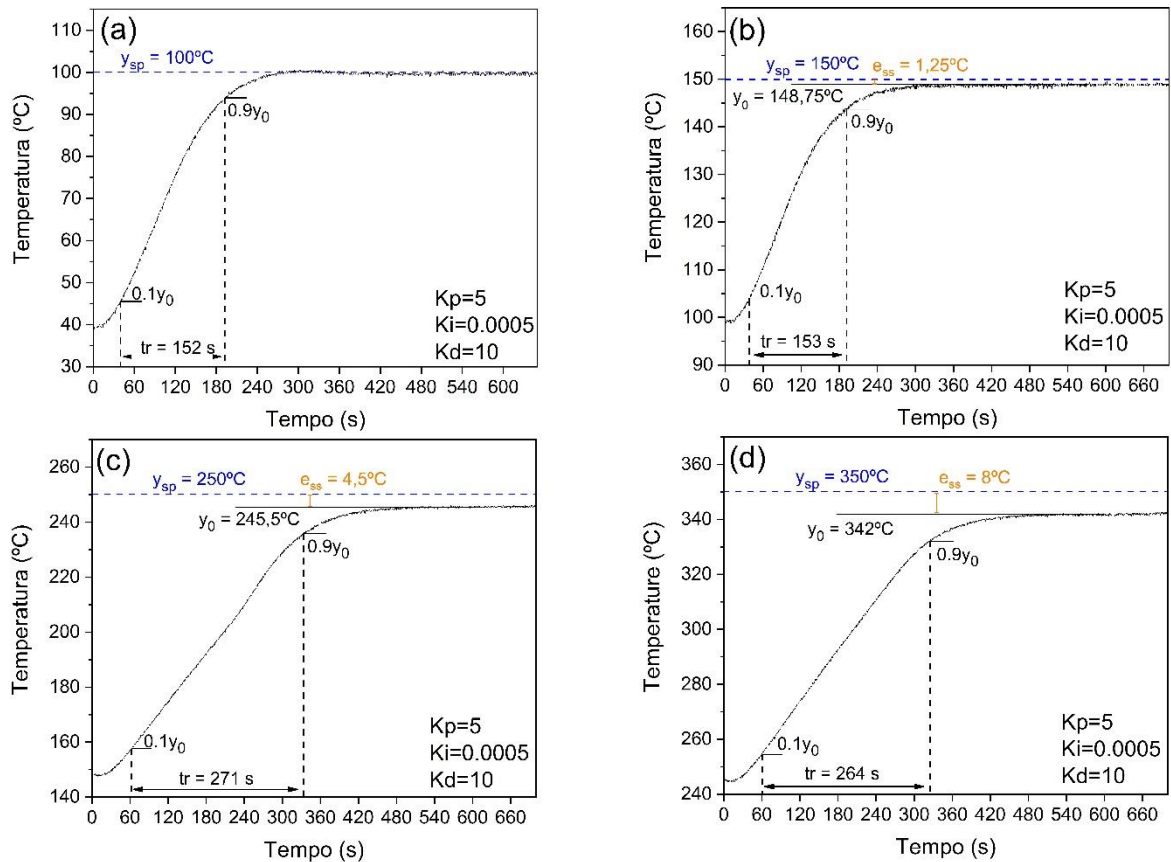 (a)
y_sp = 100ºC
0.9y_0
0.1y_0
tr = 152 s
Kp=5
Ki=0.0005
Kd=10
Temperatura (ºC)
110
100
90
80
70
60
50
40
30
0 60 120 180 240 300 360 420 480 540 600
Tempo (s)
(b)
y_sp = 150ºC e_ss = 1,25ºC
y_0 = 148,75ºC
0.9y_0
0.1y_0
tr = 153 s
Kp=5
Ki=0.0005
Kd=10
Temperatura (ºC)
160
150
140
130
120
110
100
90
0 60 120 180 240 300 360 420 480 540 600 660
Tempo (s)
(c)
y_sp = 250ºC e_ss = 4,5ºC
y_0 = 245,5ºC
0.9y_0
0.1y_0
tr = 271 s
Kp=5
Ki=0.0005
Kd=10
Temperatura (ºC)
260
240
220
200
180
160
140
0 60 120 180 240 300 360 420 480 540 600 660
Tempo (s)
(d)
y_sp = 350ºC e_ss = 8ºC
y_0 = 342ºC
0.9y_0
0.1y_0
tr = 264 s
Kp=5
Ki=0.0005
Kd=10
Temperature (ºC)
360
340
320
300
280
260
240
0 60 120 180 240 300 360 420 480 540 600 660
Tempo (s)